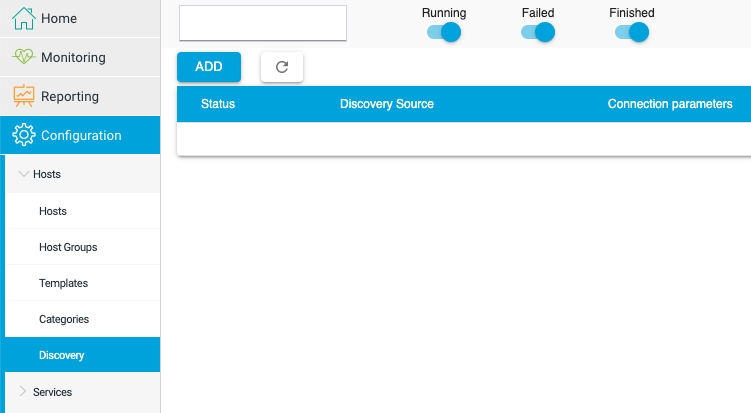 Home
Monitoring
Reporting
Configuration
Hosts
Hosts
Host Groups
Templates
Categories
Discovery
Services
Running Failed Finished
ADD
Status Discovery Source Connection parameters